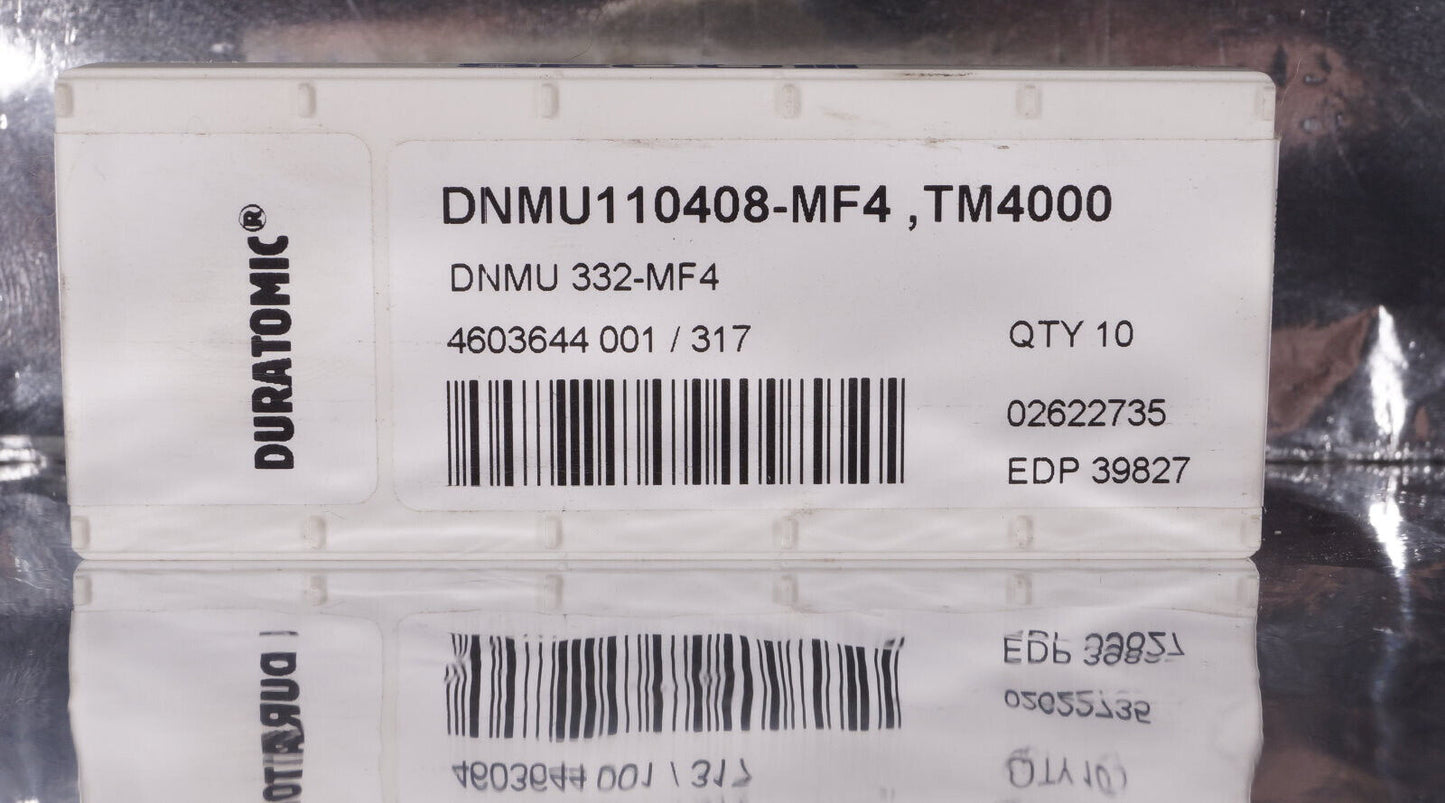 DURATOMIC®
DNMU110408-MF4 ,TM4000
DNMU 332-MF4
4603644 001 / 317
QTY 10
02622735
EDP 39827